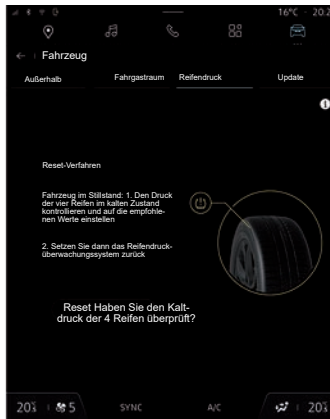 16°C
20:2
Fahrzeug
Außerhalb Fahrgastraum Reifendruck Update
Reset-Verfahren
Fahrzeug im Stillstand: 1. Den Druck
der vier Reifen im kalten Zustand
kontrollieren und auf die empfohle-
nen Werte einstellen
2. Setzen Sie dann das Reifendruck-
überwachungssystem zurück
Reset Haben Sie den Kalt-
druck der 4 Reifen überprüft?
5 SYNC A/C